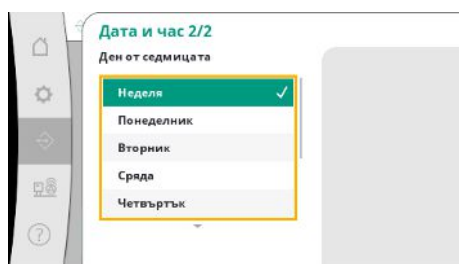 Дата и час 2/2
Ден от седмицата
Неделя
Понеделник
Вторник
Сряда
Четвъртък